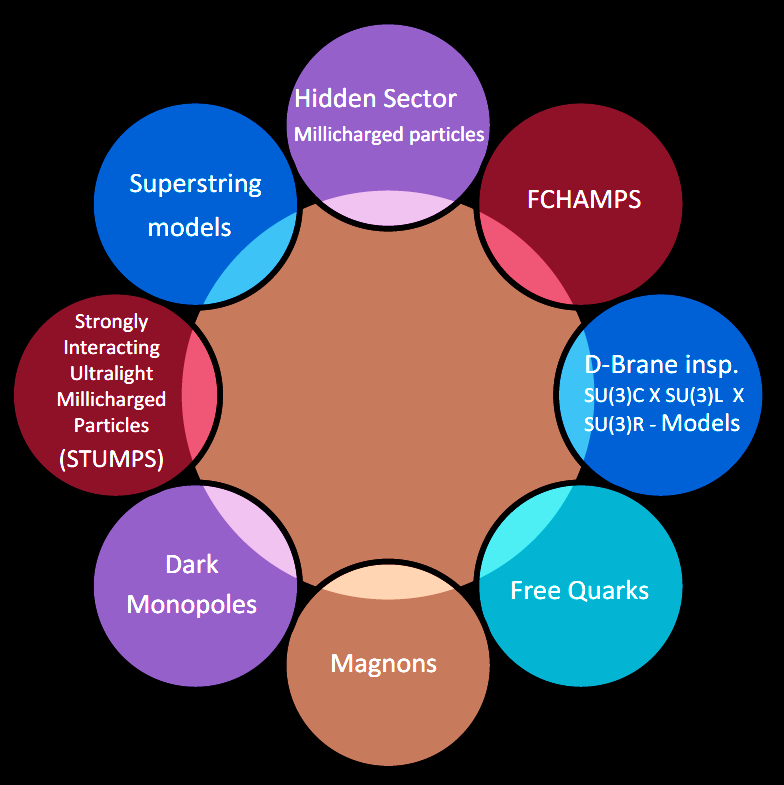 Hidden Sector
Millicharged particles
FCHAMPS
Superstring
models
Strongly
Interacting
Ultralight
Millicharged
Particles
(STUMPS)
D-Brane insp.
SU(3)C X SU(3)L X
SU(3)R - Models
Dark
Monopoles
Free Quarks
Magnons